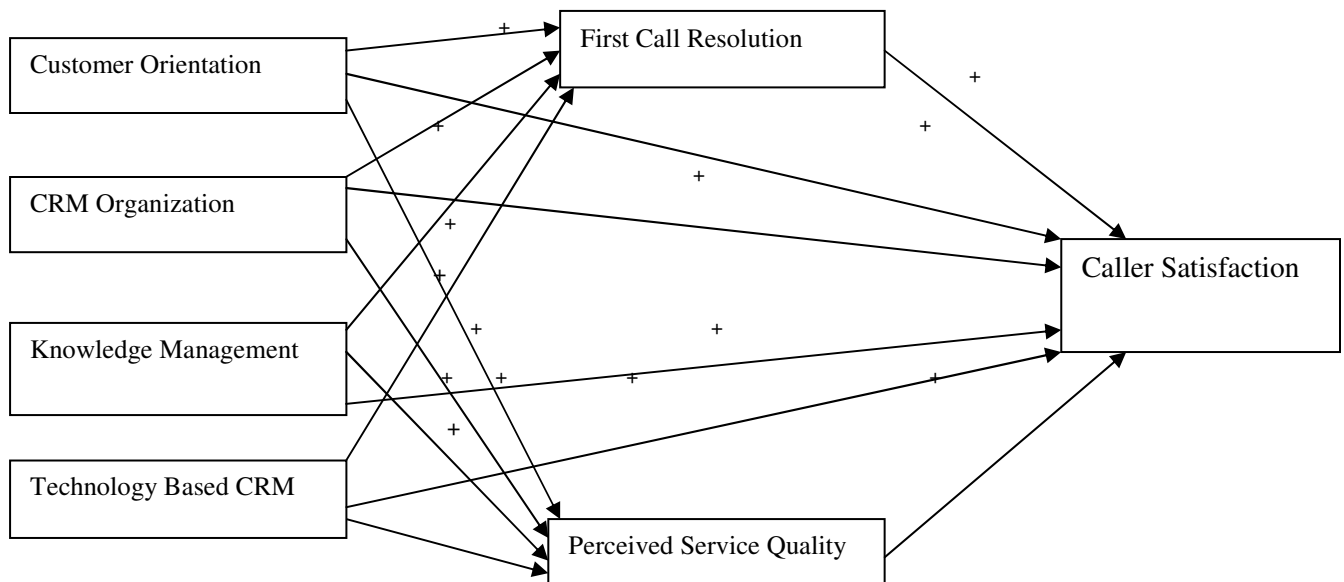 First Call Resolution
Customer Orientation
+
+
+
+
+
CRM Organization
+
+
Caller Satisfaction
+
+
+
Knowledge Management
+
+
+
+
+
Technology Based CRM
Perceived Service Quality